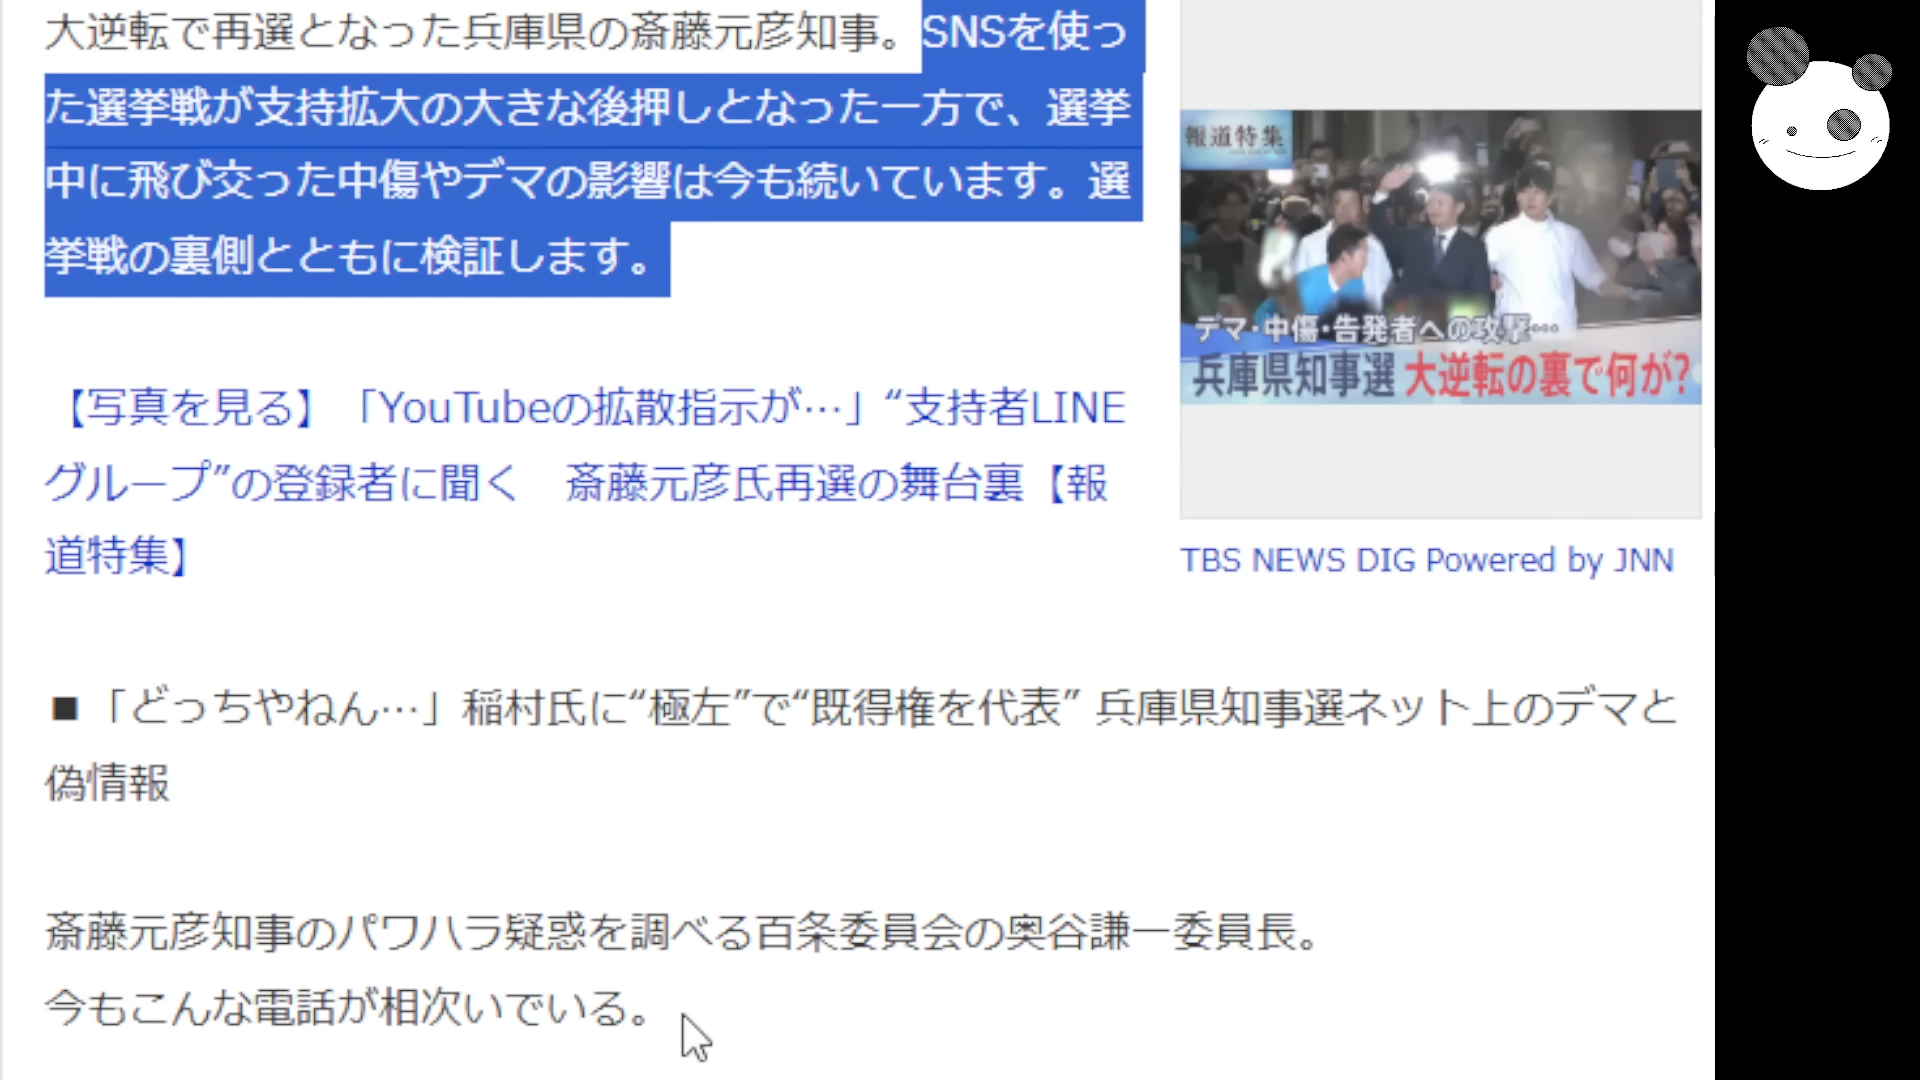 大逆転で再選となった兵庫県の斎藤元彦知事。SNSを使っ
た選挙戦が支持拡大の大きな後押しとなった一方で、選挙
中に飛び交った中傷やデマの影響は今も続いています。選
挙戦の裏側とともに検証します。
【写真を見る】「YouTubeの拡散指示が…」“支持者LINE
グループ”の登録者に聞く　斎藤元彦氏再選の舞台裏【報
道特集】
報道特集
デマ・中傷・告発者への攻撃…
兵庫県知事選 大逆転の裏で何が?
TBS NEWS DIG Powered by JNN
■「どっちやねん…」稲村氏に“極左”で“既得権を代表” 兵庫県知事選ネット上のデマと
偽情報
斎藤元彦知事のパワハラ疑惑を調べる百条委員会の奥谷謙一委員長。
今もこんな電話が相次いでいる。